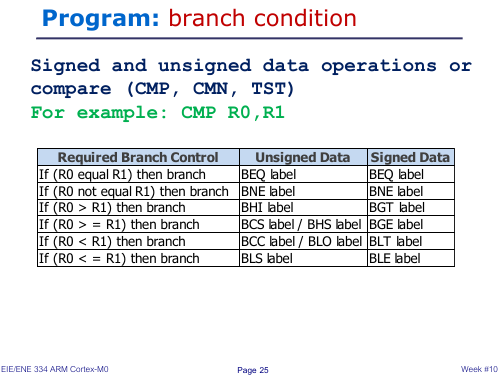 Program: branch condition
Signed and unsigned data operations or
compare (CMP, CMN, TST)
For example: CMP R0,R1
Required Branch Control Unsigned Data Signed Data
If (R0 equal R1) then branch BEQ label BEQ label
If (R0 not equal R1) then branch BNE label BNE label
If (R0 > R1) then branch BHI label BGT label
If (R0 > = R1) then branch BCS label / BHS label BGE label
If (R0 < R1) then branch BCC label / BLO label BLT label
If (R0 < = R1) then branch BLS label BLE label
EIE/ENE 334 ARM Cortex-M0 Page 25 Week #10